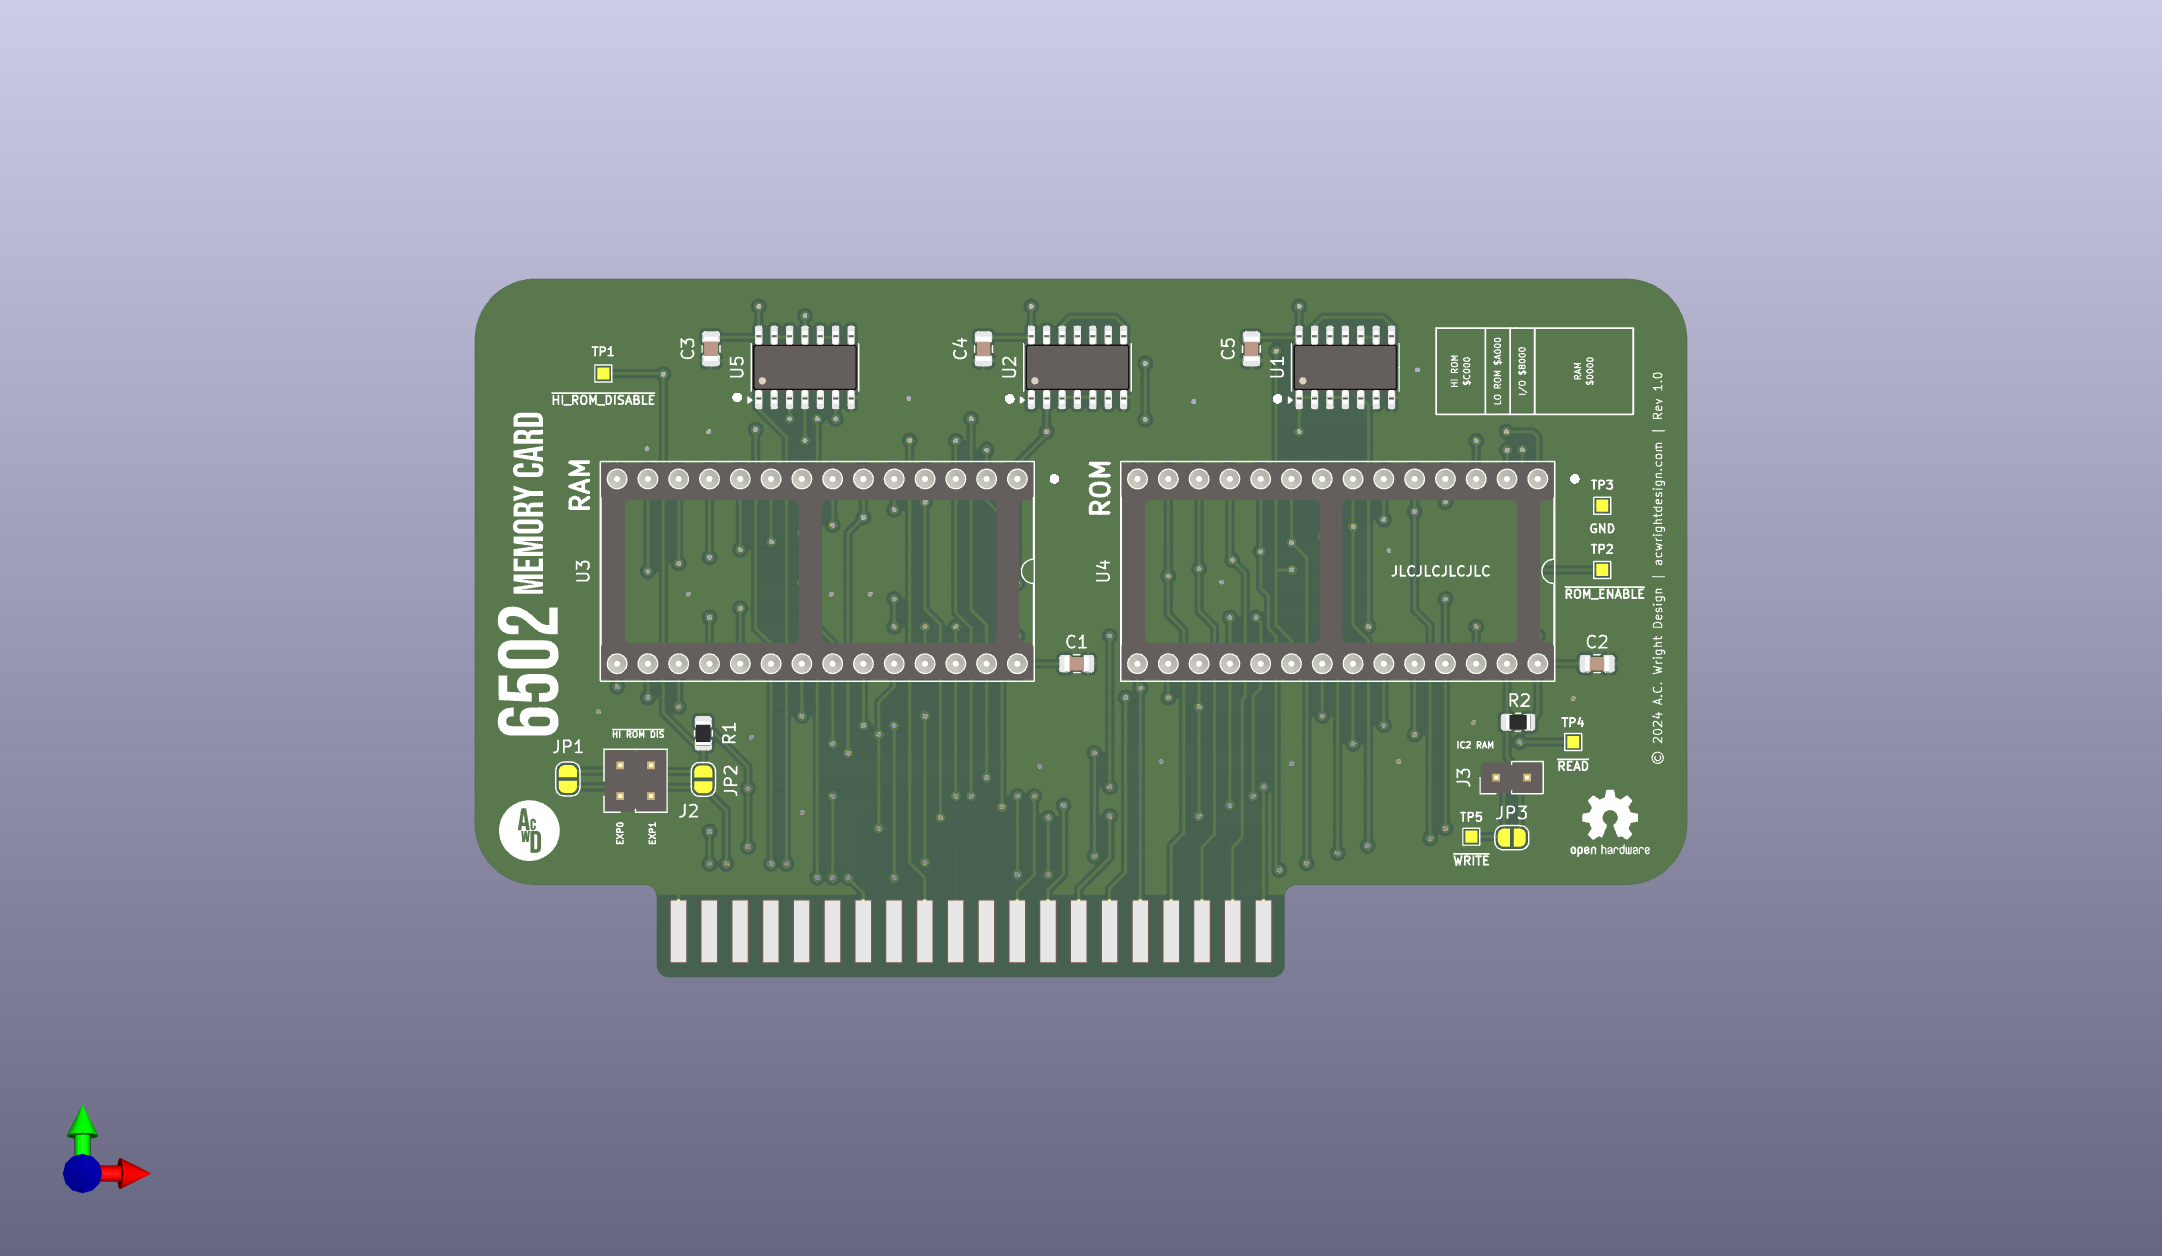 C3
U5
C4
U2
C5
U1
TP1
HI_ROM_DISABLE
HI ROM
$C000
LO ROM $A000
I/O $8000
RAM
$0000
6502 MEMORY CARD
RAM
U3
ROM
U4
JLCJLCJLCJLC
TP3
GND
TP2
ROM_ENABLE
C1
C2
© 2024 A.C. Wright Design | acwrightdesign.com | Rev 1.0
R1
HI ROM DIS
JP1
JP2
J2
EXP0
EXP1
ACWD
R2
TP4
READ
IC2 RAM
J3
JP3
TP5
WRITE
open hardware